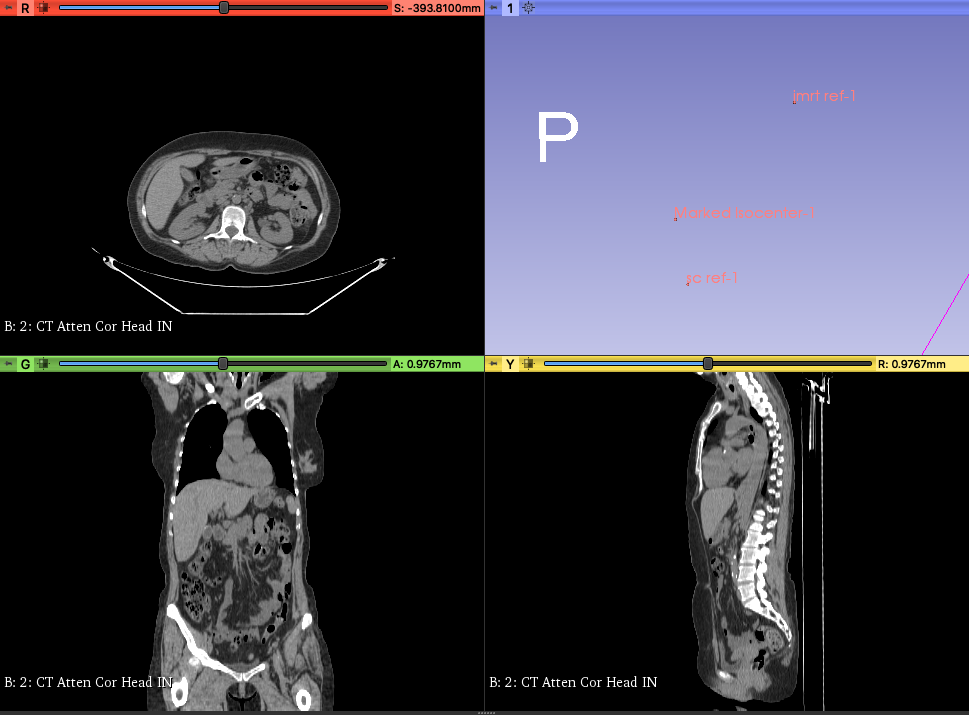 R S: -393.8100mm
1
imrt ref-1
P
sc ref-1
B: 2: CT Atten Cor Head IN
G A: 0.9767mm
Y R: 0.9767mm
B: 2: CT Atten Cor Head IN
B: 2: CT Atten Cor Head IN